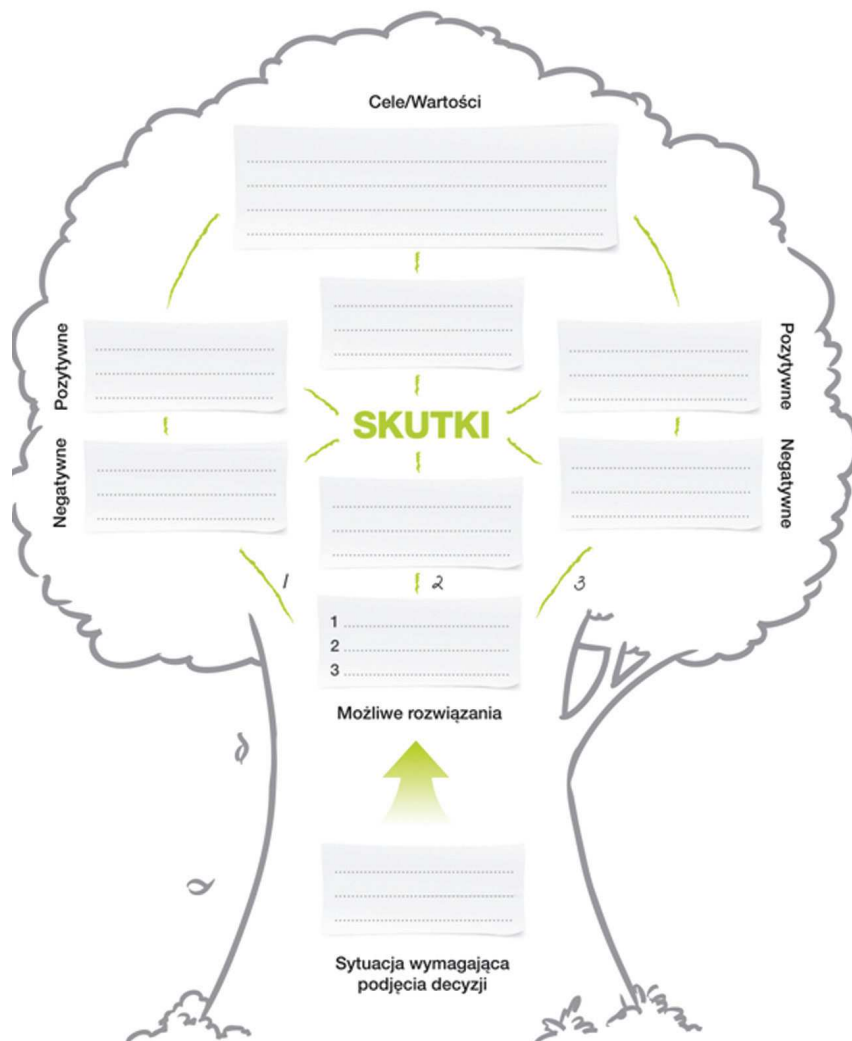 Cele/Wartości
Pozytywne
Pozytywne
SKUTKI
Negatywne
Negatywne
1
2
3
1
2
3
Możliwe rozwiązania
Sytuacja wymagająca
podjęcia decyzji